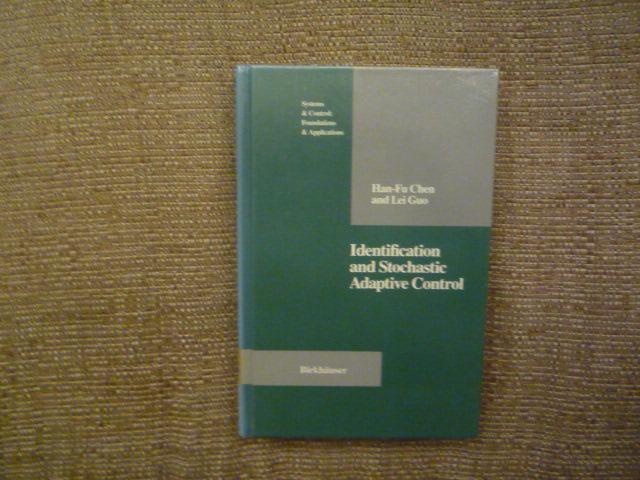 Systems
& Control:
Foundations
& Applications
Han-Fu Chen
and Lei Guo
Identification
and Stochastic
Adaptive Control
Birkhäuser